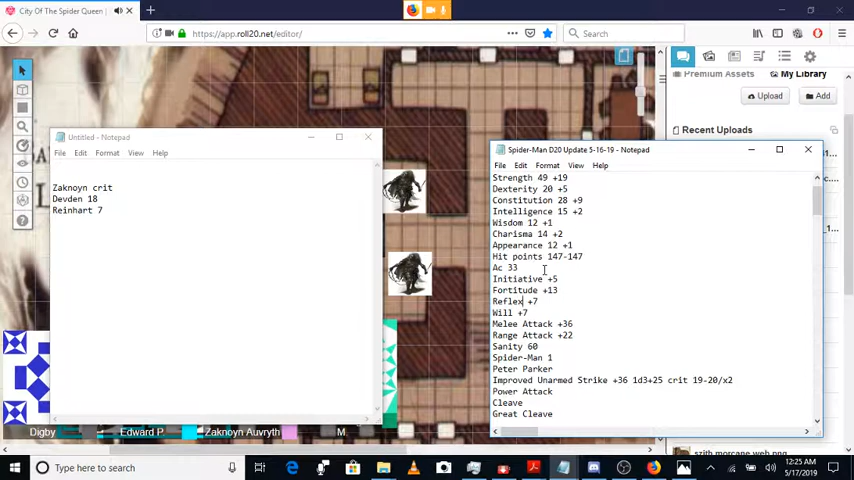 City Of The Spider Queen
https://app.roll20.net/editor/
Search
Premium Assets
My Library
Upload
Add
Recent Uploads
Untitled - Notepad
File Edit Format View Help
Zaknoyn crit
Devden 18
Reinhart 7
Spider-Man D20 Update 5-16-19 - Notepad
File Edit Format View Help
Strength 49 +19
Dexterity 20 +5
Constitution 28 +9
Intelligence 15 +2
Wisdom 12 +1
Charisma 14 +2
Appearance 12 +1
Hit points 147-147
Ac 33
Initiative +5
Fortitude +13
Reflex +7
Will +7
Melee Attack +36
Range Attack +22
Sanity 60
Spider-Man 1
Peter Parker
Improved Unarmed Strike +36 1d3+25 crit 19-20/x2
Power Attack
Cleave
Great Cleave
Digby
Edward P.
Zaknoyn Auvryth
M.
szith morcane web.png
Type here to search
12:25 AM
5/17/2019